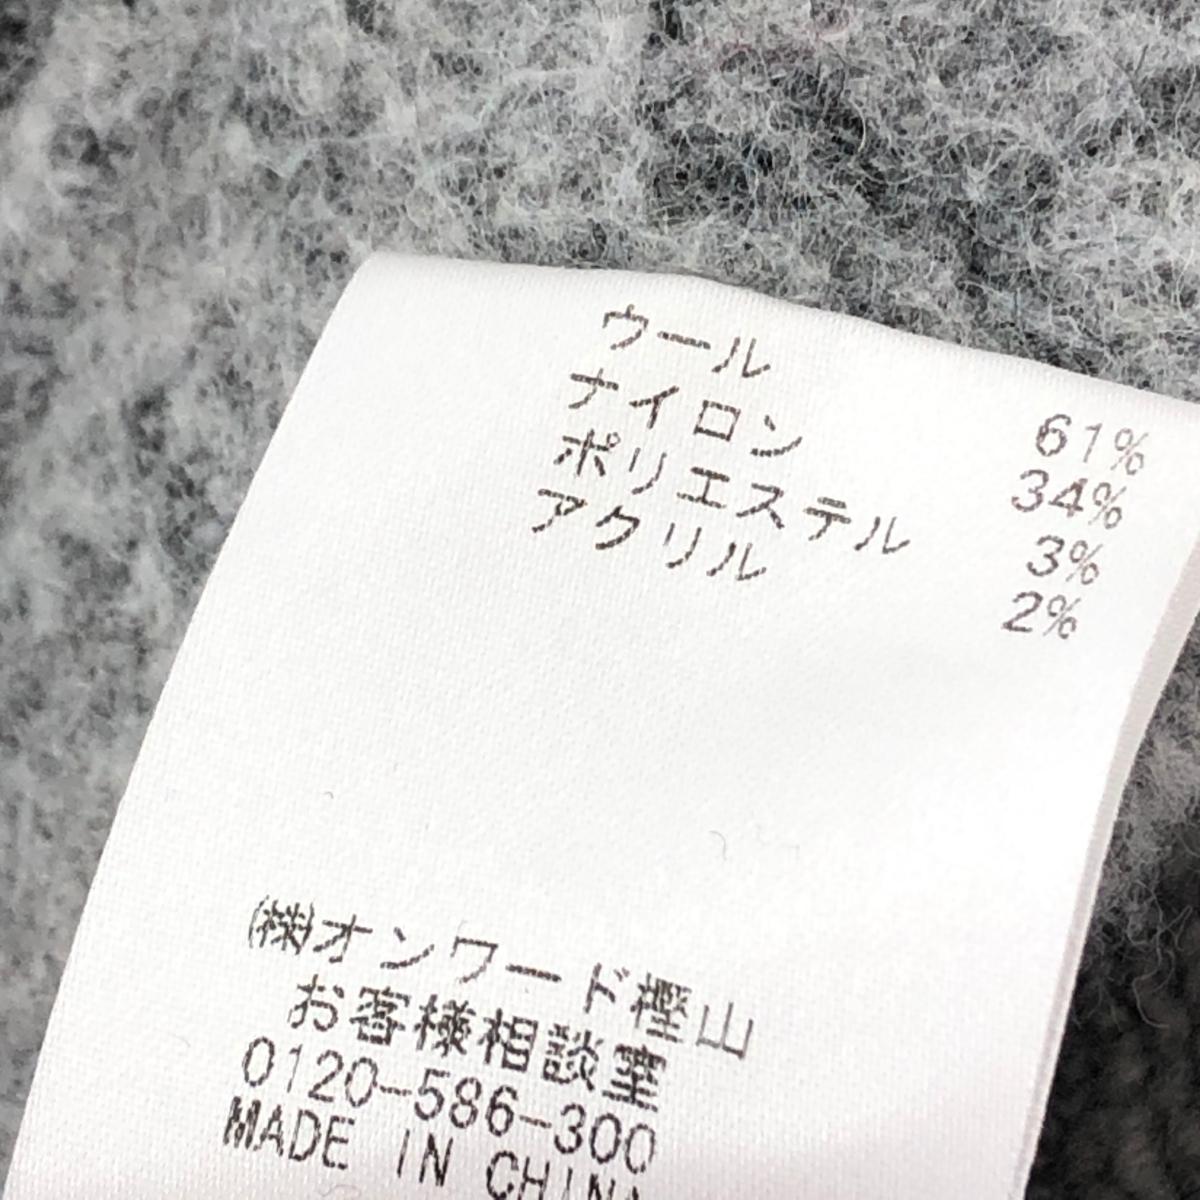 ウール 61%
ナイロン 34%
ポリエステル 3%
アクリル 2%
㈱オンワード樫山
お客様相談室
0120-586-300
MADE IN CHINA